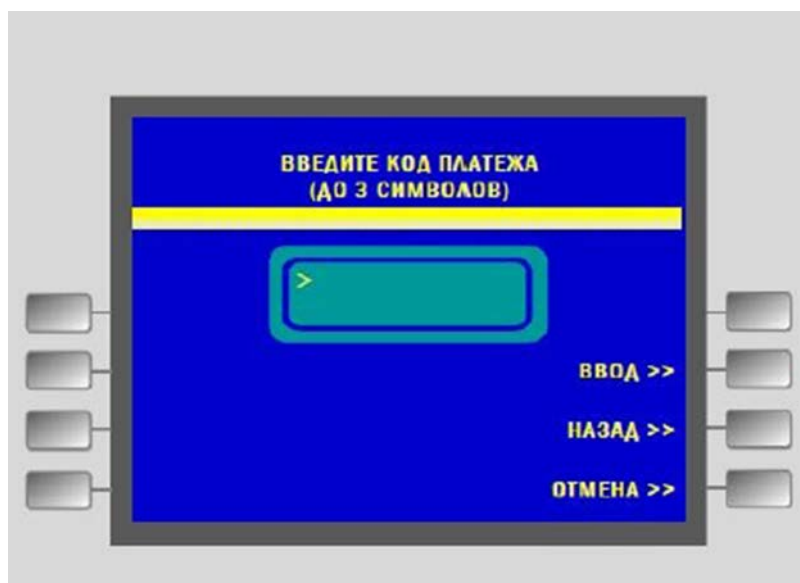 ВВЕДИТЕ КОД ПЛАТЕЖА
(ДО 3 СИМВОЛОВ)
>
ВВОД >>
НАЗАД >>
ОТМЕНА >>